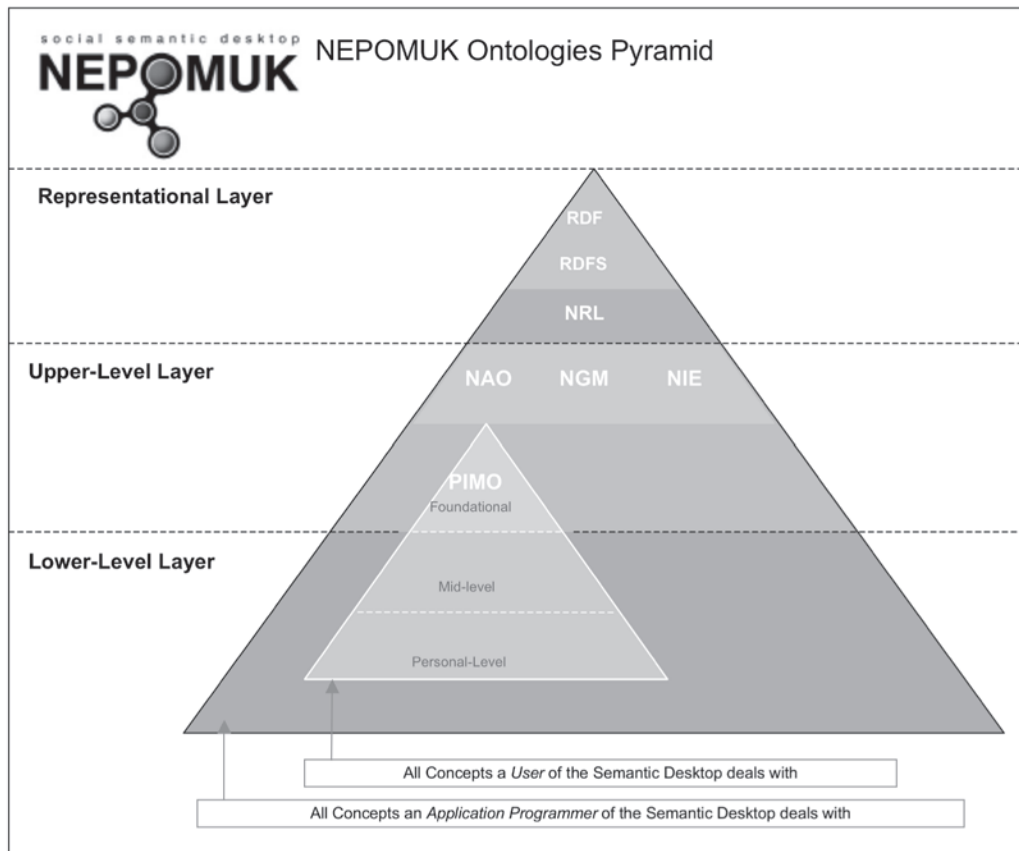 social semantic desktop
NEPOMUK
NEPOMUK Ontologies Pyramid
Representational Layer
RDF
RDFS
NRL
Upper-Level Layer
NAO NGM NIE
PIMO
Foundational
Lower-Level Layer
Mid-level
Personal-Level
All Concepts a User of the Semantic Desktop deals with
All Concepts an Application Programmer of the Semantic Desktop deals with